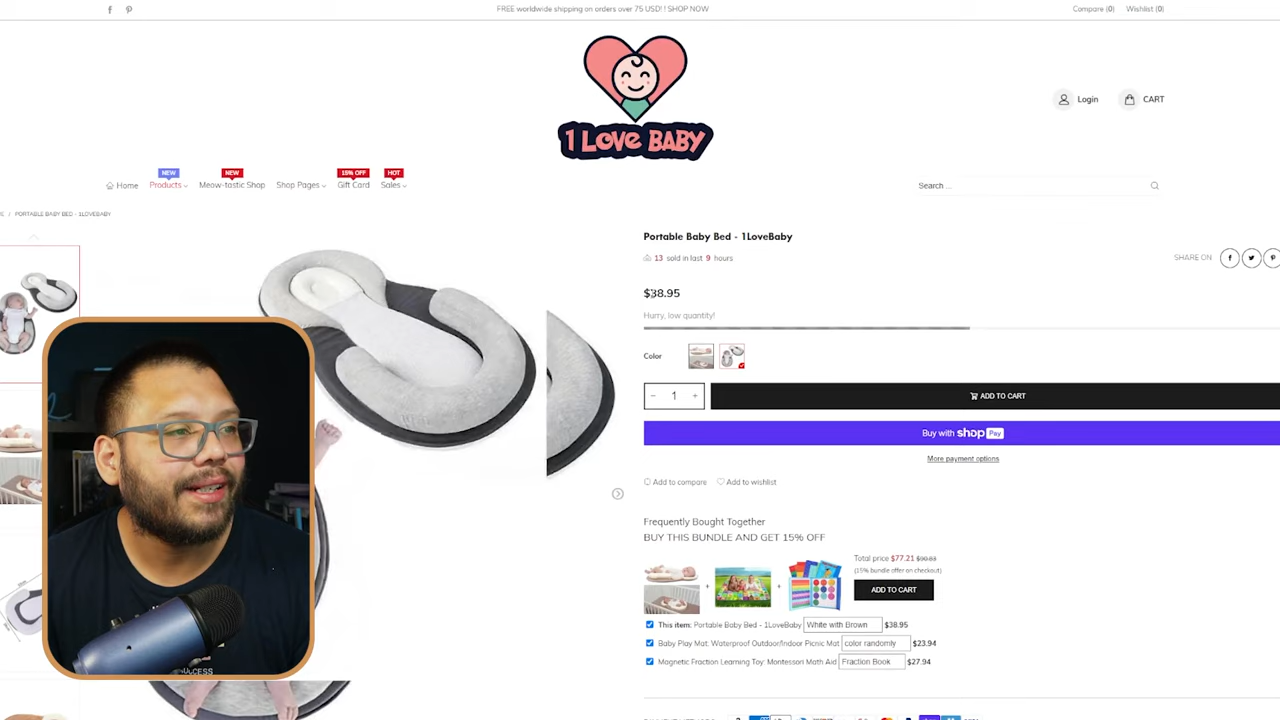 FREE worldwide shipping on orders over 75 USD! ! SHOP NOW
Compare (0) Wishlist (0)
1 LOVE BABY
Login CART
NEW NEW 15% OFF HOT
Home Products Meow-tastic Shop Shop Pages Gift Card Sales
Search ...
/ PORTABLE BABY BED - 1LOVEBABY
Portable Baby Bed - 1LoveBaby
13 sold in last 9 hours
SHARE ON
$38.95
Hurry, low quantity!
Color
- 1 +
ADD TO CART
Buy with shop Pay
More payment options
Add to compare Add to wishlist
Frequently Bought Together
BUY THIS BUNDLE AND GET 15% OFF
Total price $77.21 $90.83
(15% bundle offer on checkout)
+ +
ADD TO CART
This item: Portable Baby Bed - 1LoveBaby White with Brown $38.95
Baby Play Mat: Waterproof Outdoor/Indoor Picnic Mat color randomly $23.94
Magnetic Fraction Learning Toy: Montessori Math Aid Fraction Book $27.94